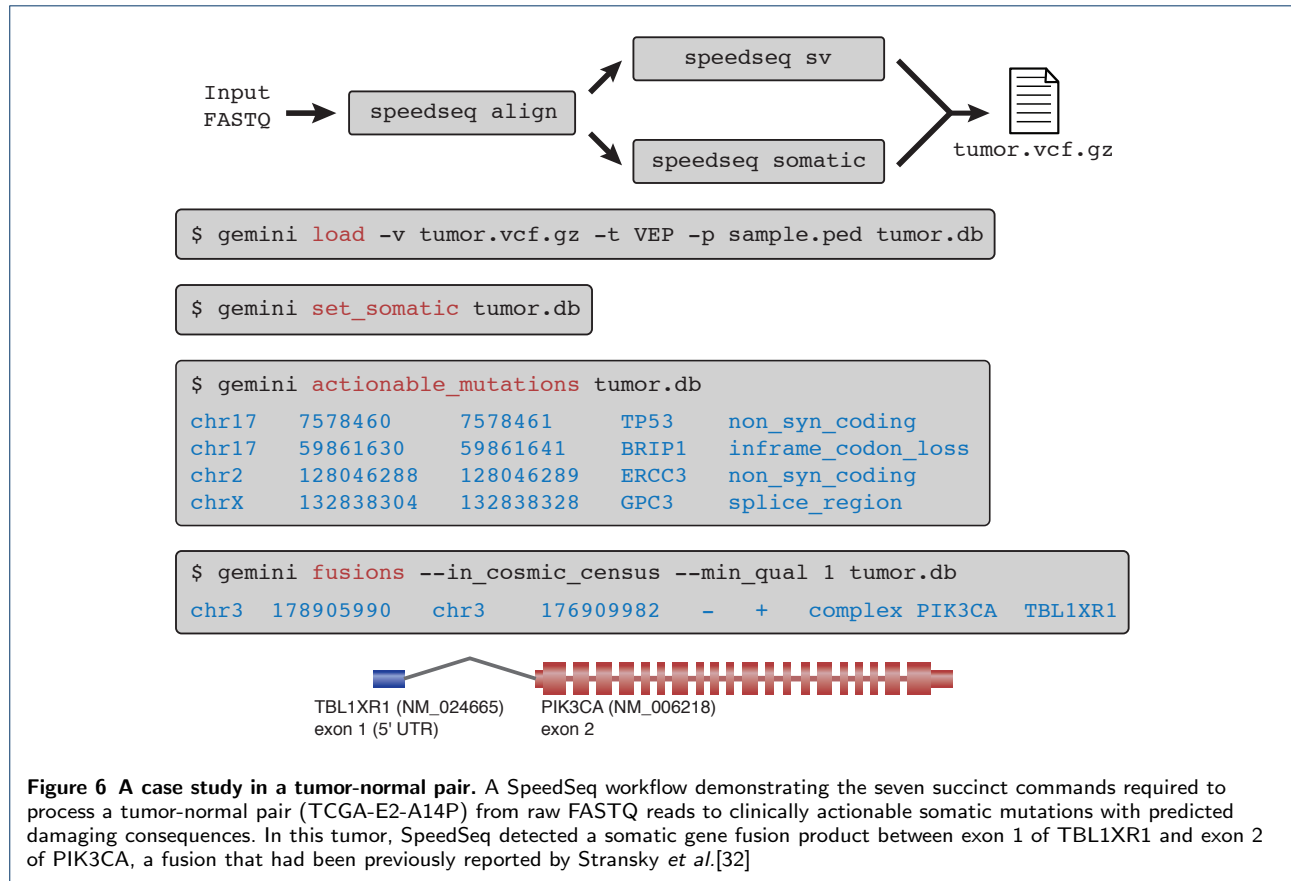 Input
FASTQ
speedseq align
speedseq sv
speedseq somatic
tumor.vcf.gz
$ gemini load -v tumor.vcf.gz -t VEP -p sample.ped tumor.db
$ gemini set_somatic tumor.db
$ gemini actionable_mutations tumor.db
chr17 7578460 7578461 TP53 non_syn_coding
chr17 59861630 59861641 BRIP1 inframe_codon_loss
chr2 128046288 128046289 ERCC3 non_syn_coding
chrX 132838304 132838328 GPC3 splice_region
$ gemini fusions --in_cosmic_census --min_qual 1 tumor.db
chr3 178905990 chr3 176909982 - + complex PIK3CA TBL1XR1
TBL1XR1 (NM_024665)
exon 1 (5' UTR)
PIK3CA (NM_006218)
exon 2
Figure 6 A case study in a tumor-normal pair. A SpeedSeq workflow demonstrating the seven succinct commands required to
process a tumor-normal pair (TCGA-E2-A14P) from raw FASTQ reads to clinically actionable somatic mutations with predicted
damaging consequences. In this tumor, SpeedSeq detected a somatic gene fusion product between exon 1 of TBL1XR1 and exon 2
of PIK3CA, a fusion that had been previously reported by Stransky et al.[32]